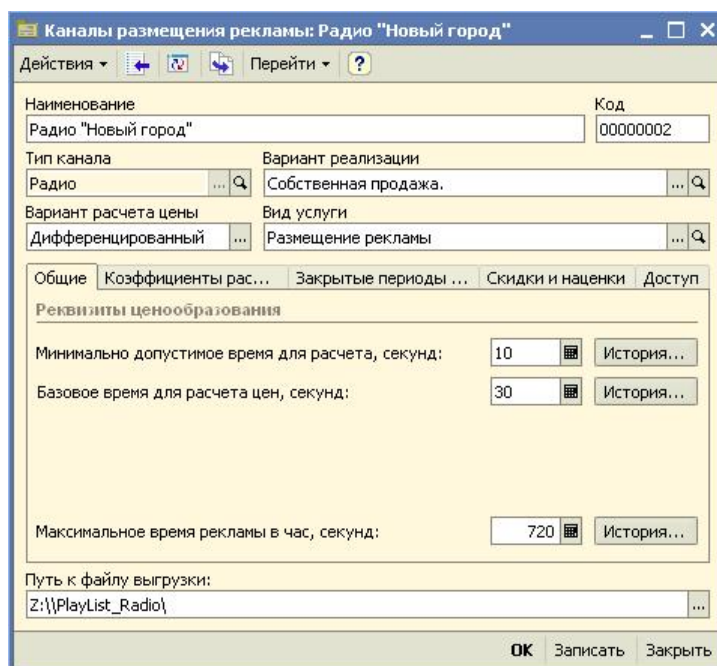 Каналы размещения рекламы: Радио "Новый город"
Действия Перейти ?
Наименование Код
Радио "Новый город" 00000002
Тип канала Вариант реализации
Радио ... Собственная продажа. ...
Вариант расчета цены Вид услуги
Дифференцированный ... Размещение рекламы ...
Общие Коэффициенты рас... Закрытые периоды ... Скидки и наценки Доступ
Реквизиты ценообразования
Минимально допустимое время для расчета, секунд: 10 История...
Базовое время для расчета цен, секунд: 30 История...
Максимальное время рекламы в час, секунд: 720 История...
Путь к файлу выгрузки:
Z:\\PlayList_Radio\ ...
OK Записать Закрыть